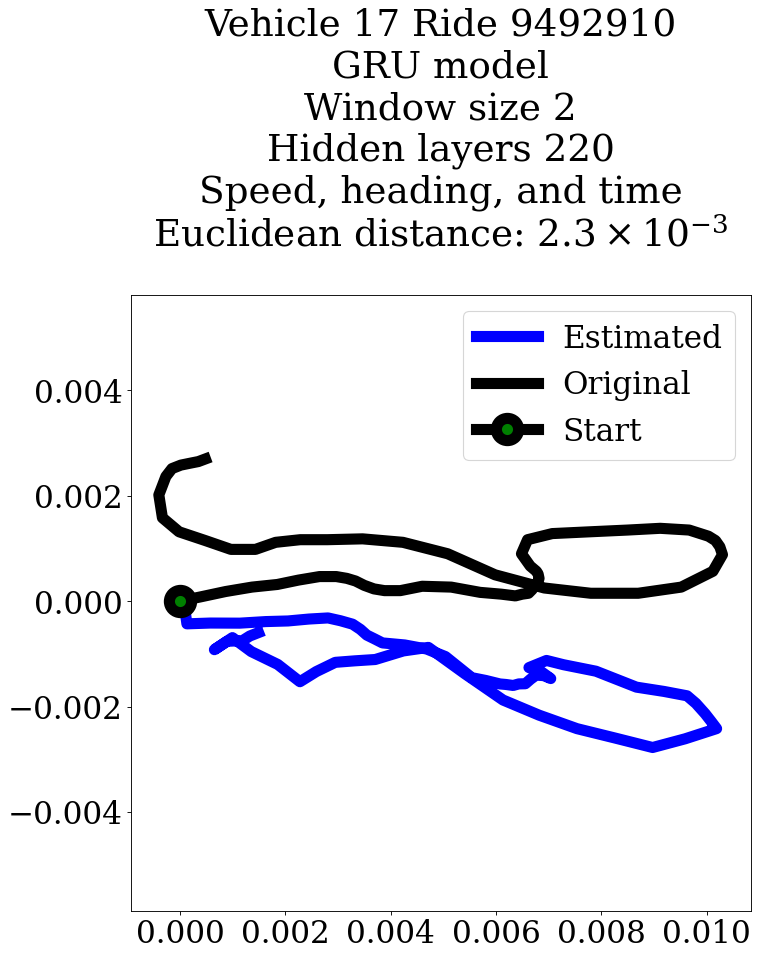 Vehicle 17 Ride 9492910
GRU model
Window size 2
Hidden layers 220
Speed, heading, and time
Euclidean distance: 2.3 × 10⁻³
Estimated
Original
Start
0.004
0.002
0.000
−0.002
−0.004
0.000 0.002 0.004 0.006 0.008 0.010